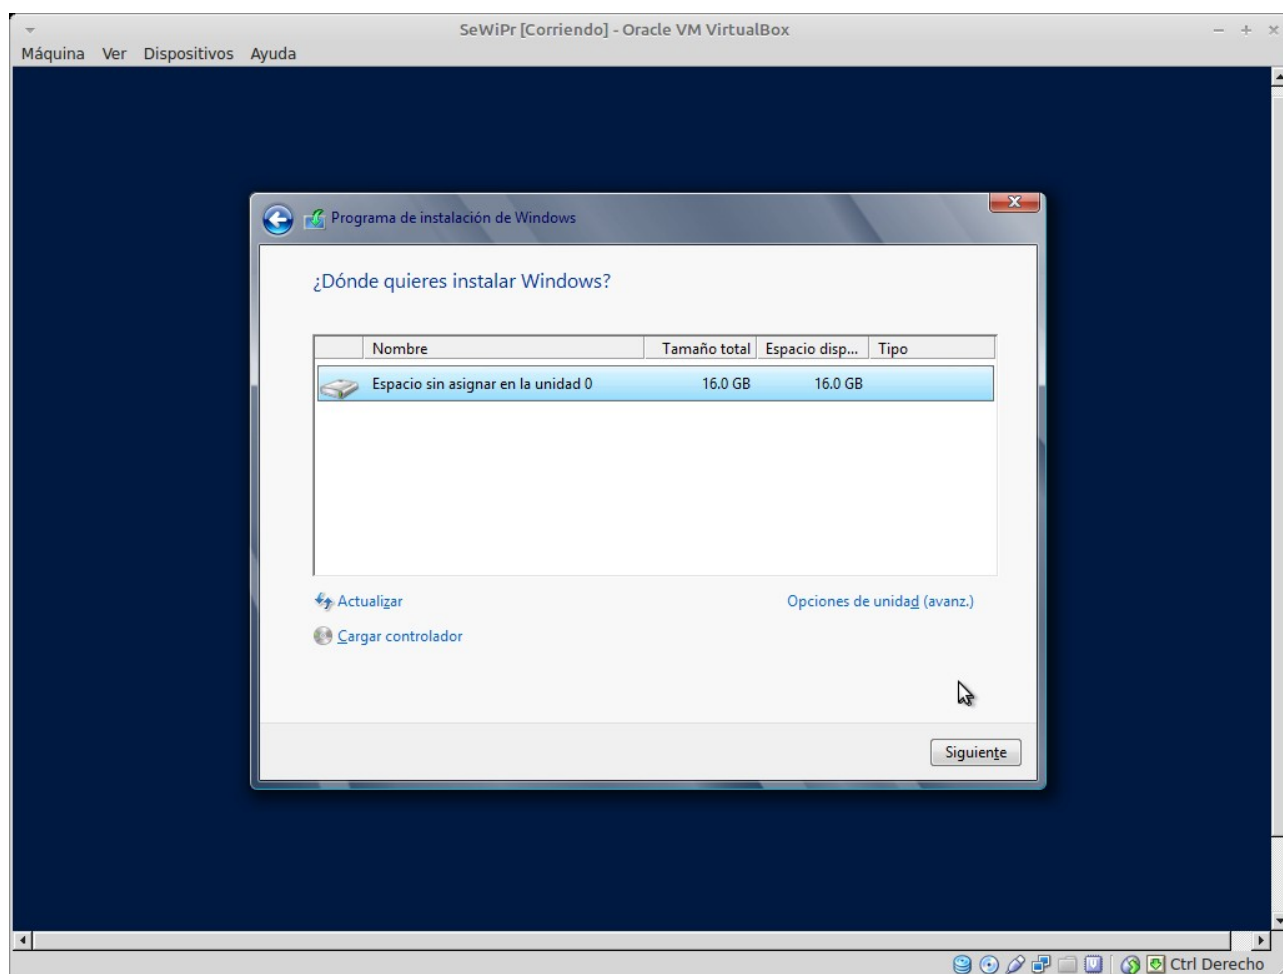 SeWiPr [Corriendo] - Oracle VM VirtualBox
Máquina Ver Dispositivos Ayuda
Programa de instalación de Windows
¿Dónde quieres instalar Windows?
Nombre Tamaño total Espacio disp... Tipo
Espacio sin asignar en la unidad 0 16.0 GB 16.0 GB
Actualizar Opciones de unidad (avanz.)
Cargar controlador
Siguiente
Ctrl Derecho